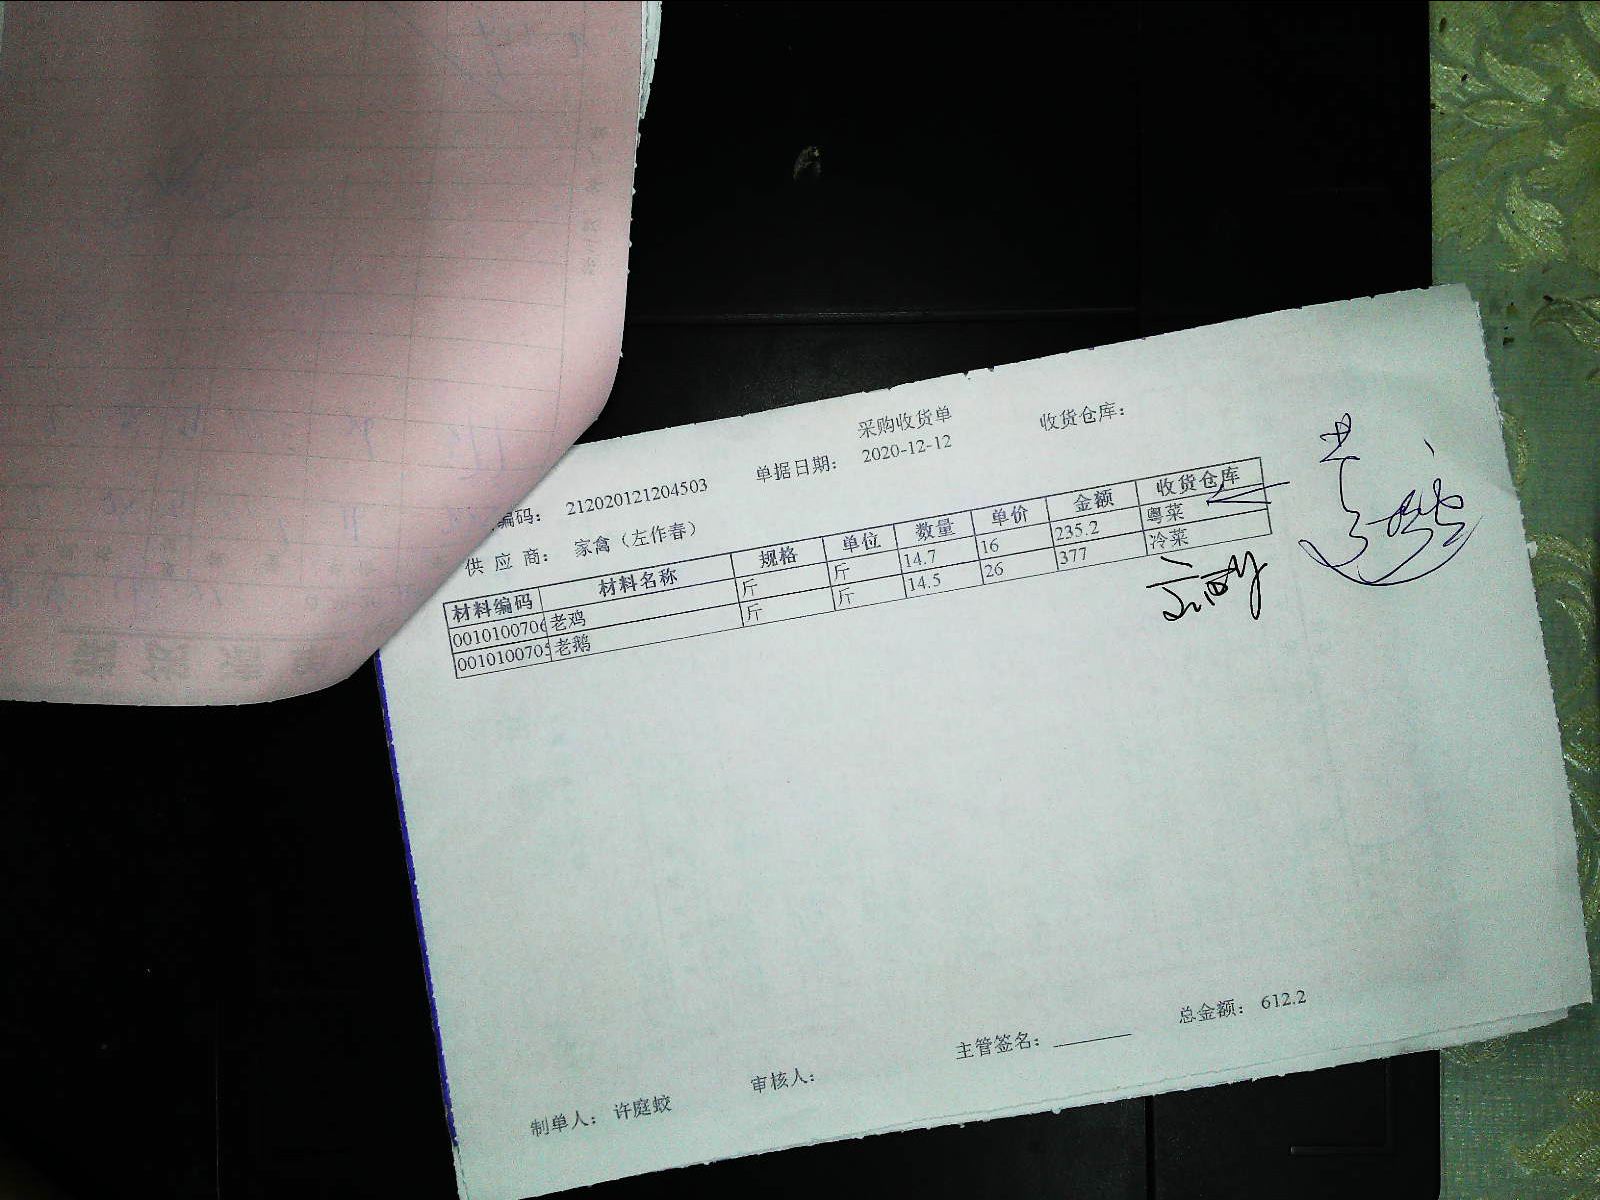 采购收货单
编码： 212020121204503 单据日期： 2020-12-12 收货仓库：
供 应 商： 家禽（左作春）
材料编码 材料名称 规格 单位 数量 单价 金额 收货仓库
0010100706 老鸡 斤 斤 14.7 16 235.2 粤菜
001010070 老鹅 斤 斤 14.5 26 377 冷菜
制单人： 许庭蛟 审核人： 主管签名： 总金额： 612.2